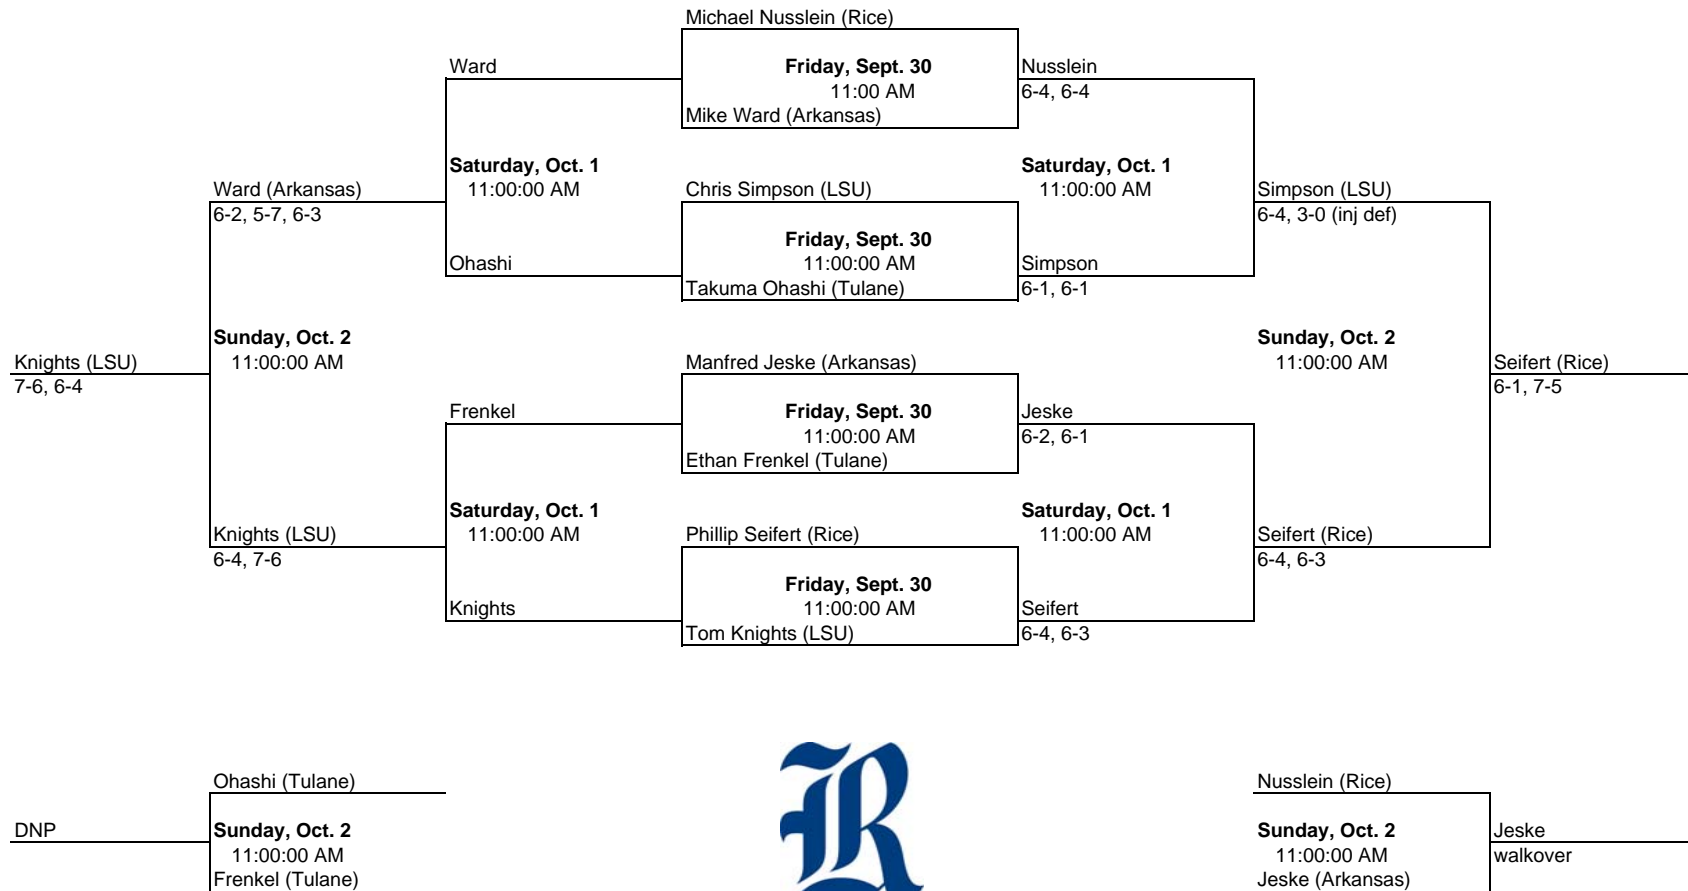 Michael Nusslein (Rice)
Ward
Friday, Sept. 30
Nusslein
11:00 AM
6-4, 6-4
Mike Ward (Arkansas)
Saturday, Oct. 1
Saturday, Oct. 1
Ward (Arkansas)
11:00:00 AM
Chris Simpson (LSU)
11:00:00 AM
Simpson (LSU)
6-2, 5-7, 6-3
6-4, 3-0 (inj def)
Friday, Sept. 30
Ohashi
11:00:00 AM
Simpson
Takuma Ohashi (Tulane)
6-1, 6-1
Sunday, Oct. 2
Sunday, Oct. 2
Knights (LSU)
11:00:00 AM
Manfred Jeske (Arkansas)
11:00:00 AM
Seifert (Rice)
7-6, 6-4
6-1, 7-5
Frenkel
Friday, Sept. 30
Jeske
11:00:00 AM
6-2, 6-1
Ethan Frenkel (Tulane)
Saturday, Oct. 1
Saturday, Oct. 1
Knights (LSU)
11:00:00 AM
Phillip Seifert (Rice)
11:00:00 AM
Seifert (Rice)
6-4, 7-6
6-4, 6-3
Friday, Sept. 30
Knights
11:00:00 AM
Seifert
Tom Knights (LSU)
6-4, 6-3
Ohashi (Tulane)
Nusslein (Rice)
DNP
Sunday, Oct. 2
Sunday, Oct. 2
Jeske
11:00:00 AM
11:00:00 AM
walkover
Frenkel (Tulane)
Jeske (Arkansas)
R